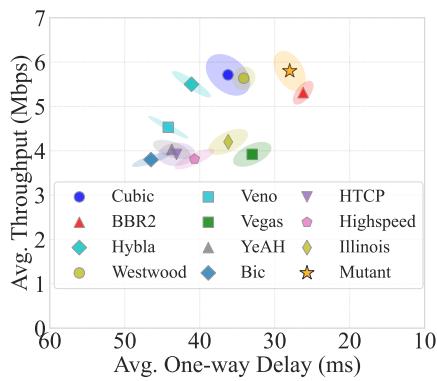 7
6
5
4
3
2
1
0
Avg. Throughput (Mbps)
Cubic Veno HTCP
BBR2 Vegas Highspeed
Hybla YeAH Illinois
Westwood Bic Mutant
60 50 40 30 20 10
Avg. One-way Delay (ms)